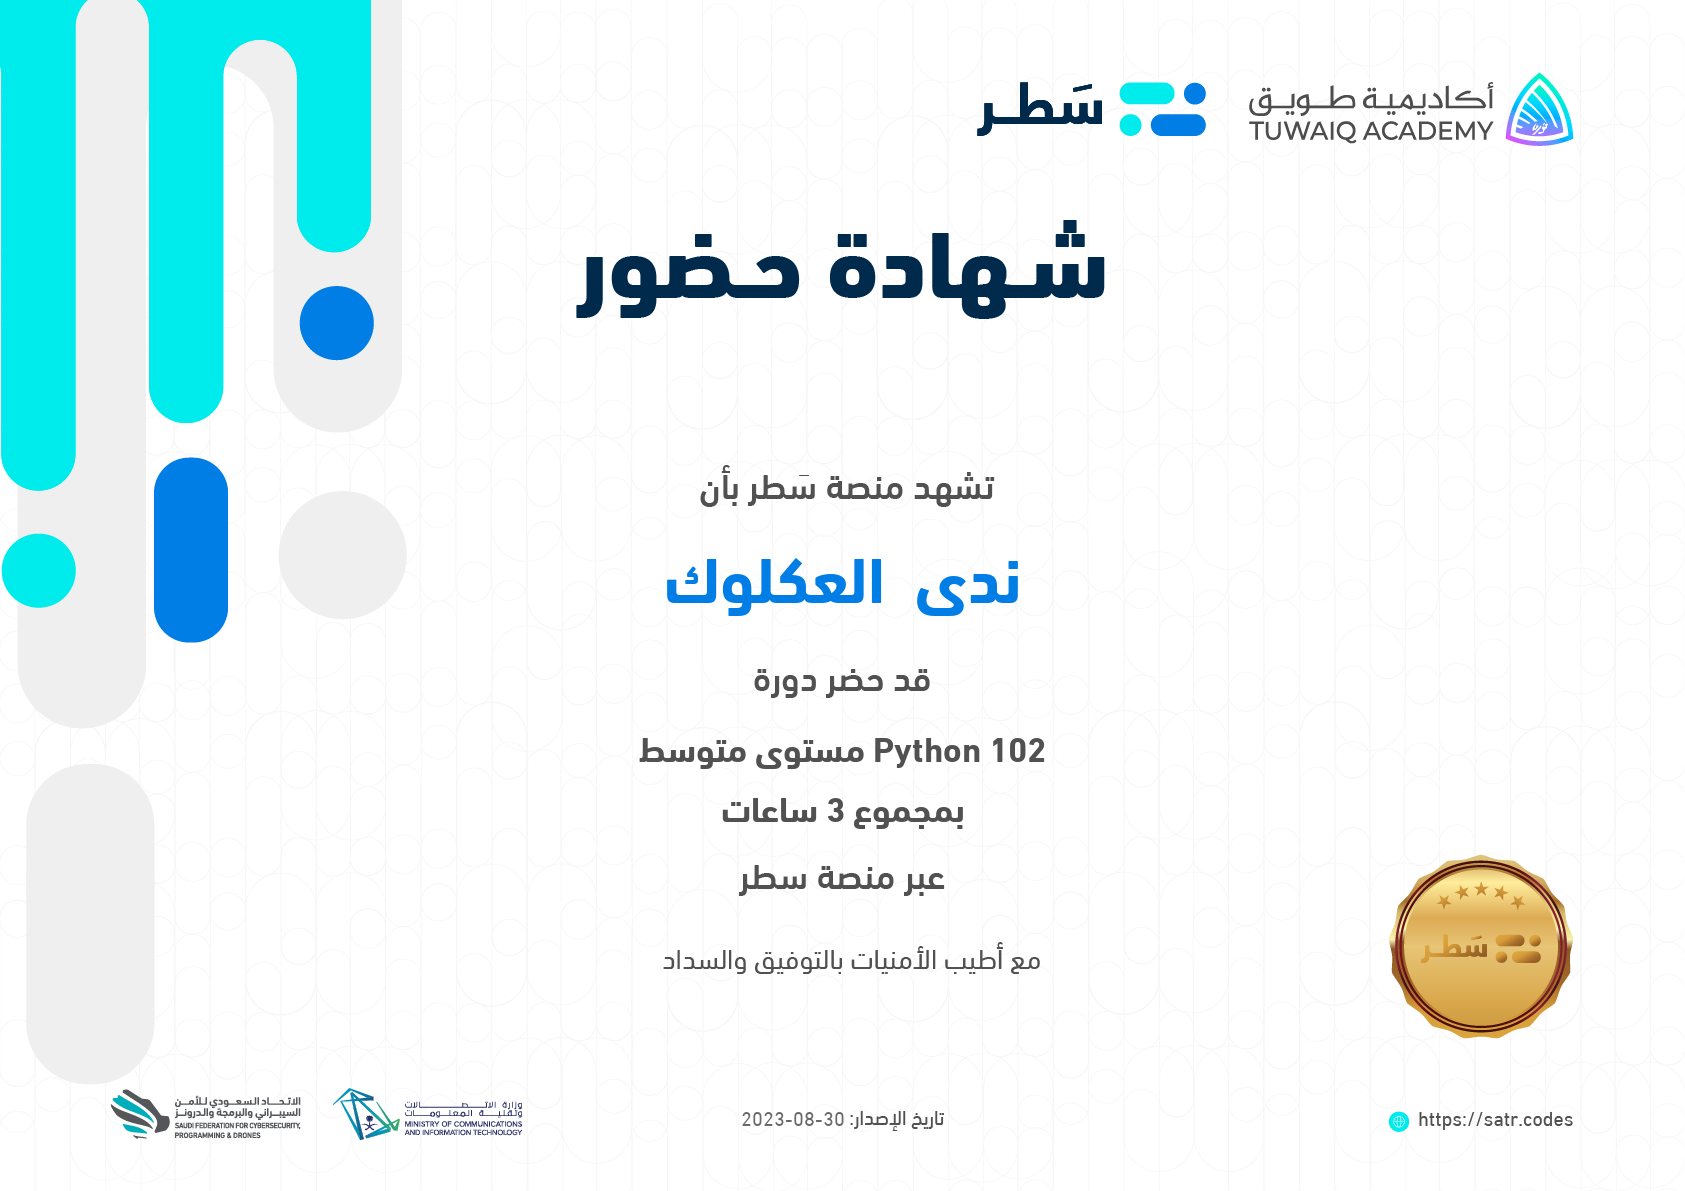 أكاديمية طويق
TUWAIQ ACADEMY
سَطر
شهادة حضور
تشهد منصة سَطر بأن
ندى العكلوك
قد حضر دورة
Python 102 مستوى متوسط
بمجموع 3 ساعات
عبر منصة سطر
مع أطيب الأمنيات بالتوفيق والسداد
سَطر
https://satr.codes
تاريخ الإصدار: 2023-08-30
وزارة الاتصالات
وتقنية المعلومات
MINISTRY OF COMMUNICATIONS
AND INFORMATION TECHNOLOGY
الاتحاد السعودي للأمن
السيبراني والبرمجة والدرونز
SAUDI FEDERATION FOR CYBERSECURITY,
PROGRAMMING & DRONES